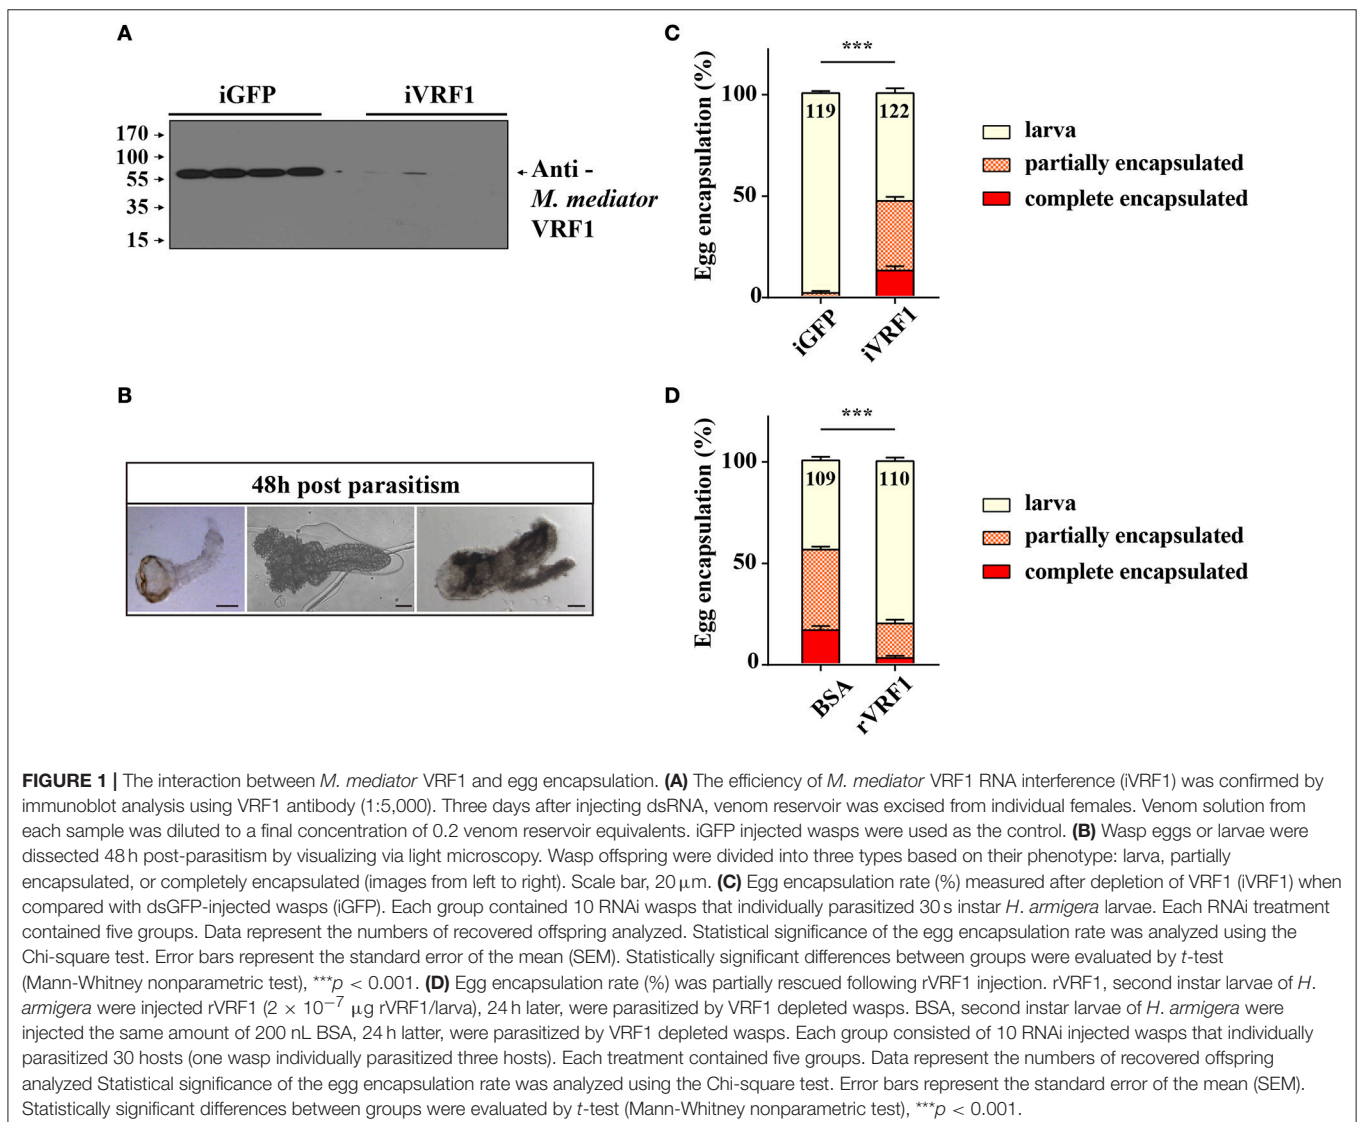 A
iGFP
iVRF1
170
100
55
35
15
Anti -
M. mediator
VRF1
B
48h post parasitism
C
Egg encapsulation (%)
100
50
0
***
119
122
iGFP
iVRF1
larva
partially encapsulated
complete encapsulated
D
Egg encapsulation (%)
100
50
0
***
109
110
BSA
rVRF1
larva
partially encapsulated
complete encapsulated
FIGURE 1 | The interaction between M. mediator VRF1 and egg encapsulation. (A) The efficiency of M. mediator VRF1 RNA interference (iVRF1) was confirmed by
immunoblot analysis using VRF1 antibody (1:5,000). Three days after injecting dsRNA, venom reservoir was excised from individual females. Venom solution from
each sample was diluted to a final concentration of 0.2 venom reservoir equivalents. iGFP injected wasps were used as the control. (B) Wasp eggs or larvae were
dissected 48 h post-parasitism by visualizing via light microscopy. Wasp offspring were divided into three types based on their phenotype: larva, partially
encapsulated, or completely encapsulated (images from left to right). Scale bar, 20 μm. (C) Egg encapsulation rate (%) measured after depletion of VRF1 (iVRF1) when
compared with dsGFP-injected wasps (iGFP). Each group contained 10 RNAi wasps that individually parasitized 30 s instar H. armigera larvae. Each RNAi treatment
contained five groups. Data represent the numbers of recovered offspring analyzed. Statistical significance of the egg encapsulation rate was analyzed using the
Chi-square test. Error bars represent the standard error of the mean (SEM). Statistically significant differences between groups were evaluated by t-test
(Mann-Whitney nonparametric test), ***p < 0.001. (D) Egg encapsulation rate (%) was partially rescued following rVRF1 injection. rVRF1, second instar larvae of H.
armigera were injected rVRF1 (2 × 10⁻⁷ μg rVRF1/larva), 24 h later, were parasitized by VRF1 depleted wasps. BSA, second instar larvae of H. armigera were
injected the same amount of 200 nL BSA, 24 h latter, were parasitized by VRF1 depleted wasps. Each group consisted of 10 RNAi injected wasps that individually
parasitized 30 hosts (one wasp individually parasitized three hosts). Each treatment contained five groups. Data represent the numbers of recovered offspring
analyzed Statistical significance of the egg encapsulation rate was analyzed using the Chi-square test. Error bars represent the standard error of the mean (SEM).
Statistically significant differences between groups were evaluated by t-test (Mann-Whitney nonparametric test), ***p < 0.001.